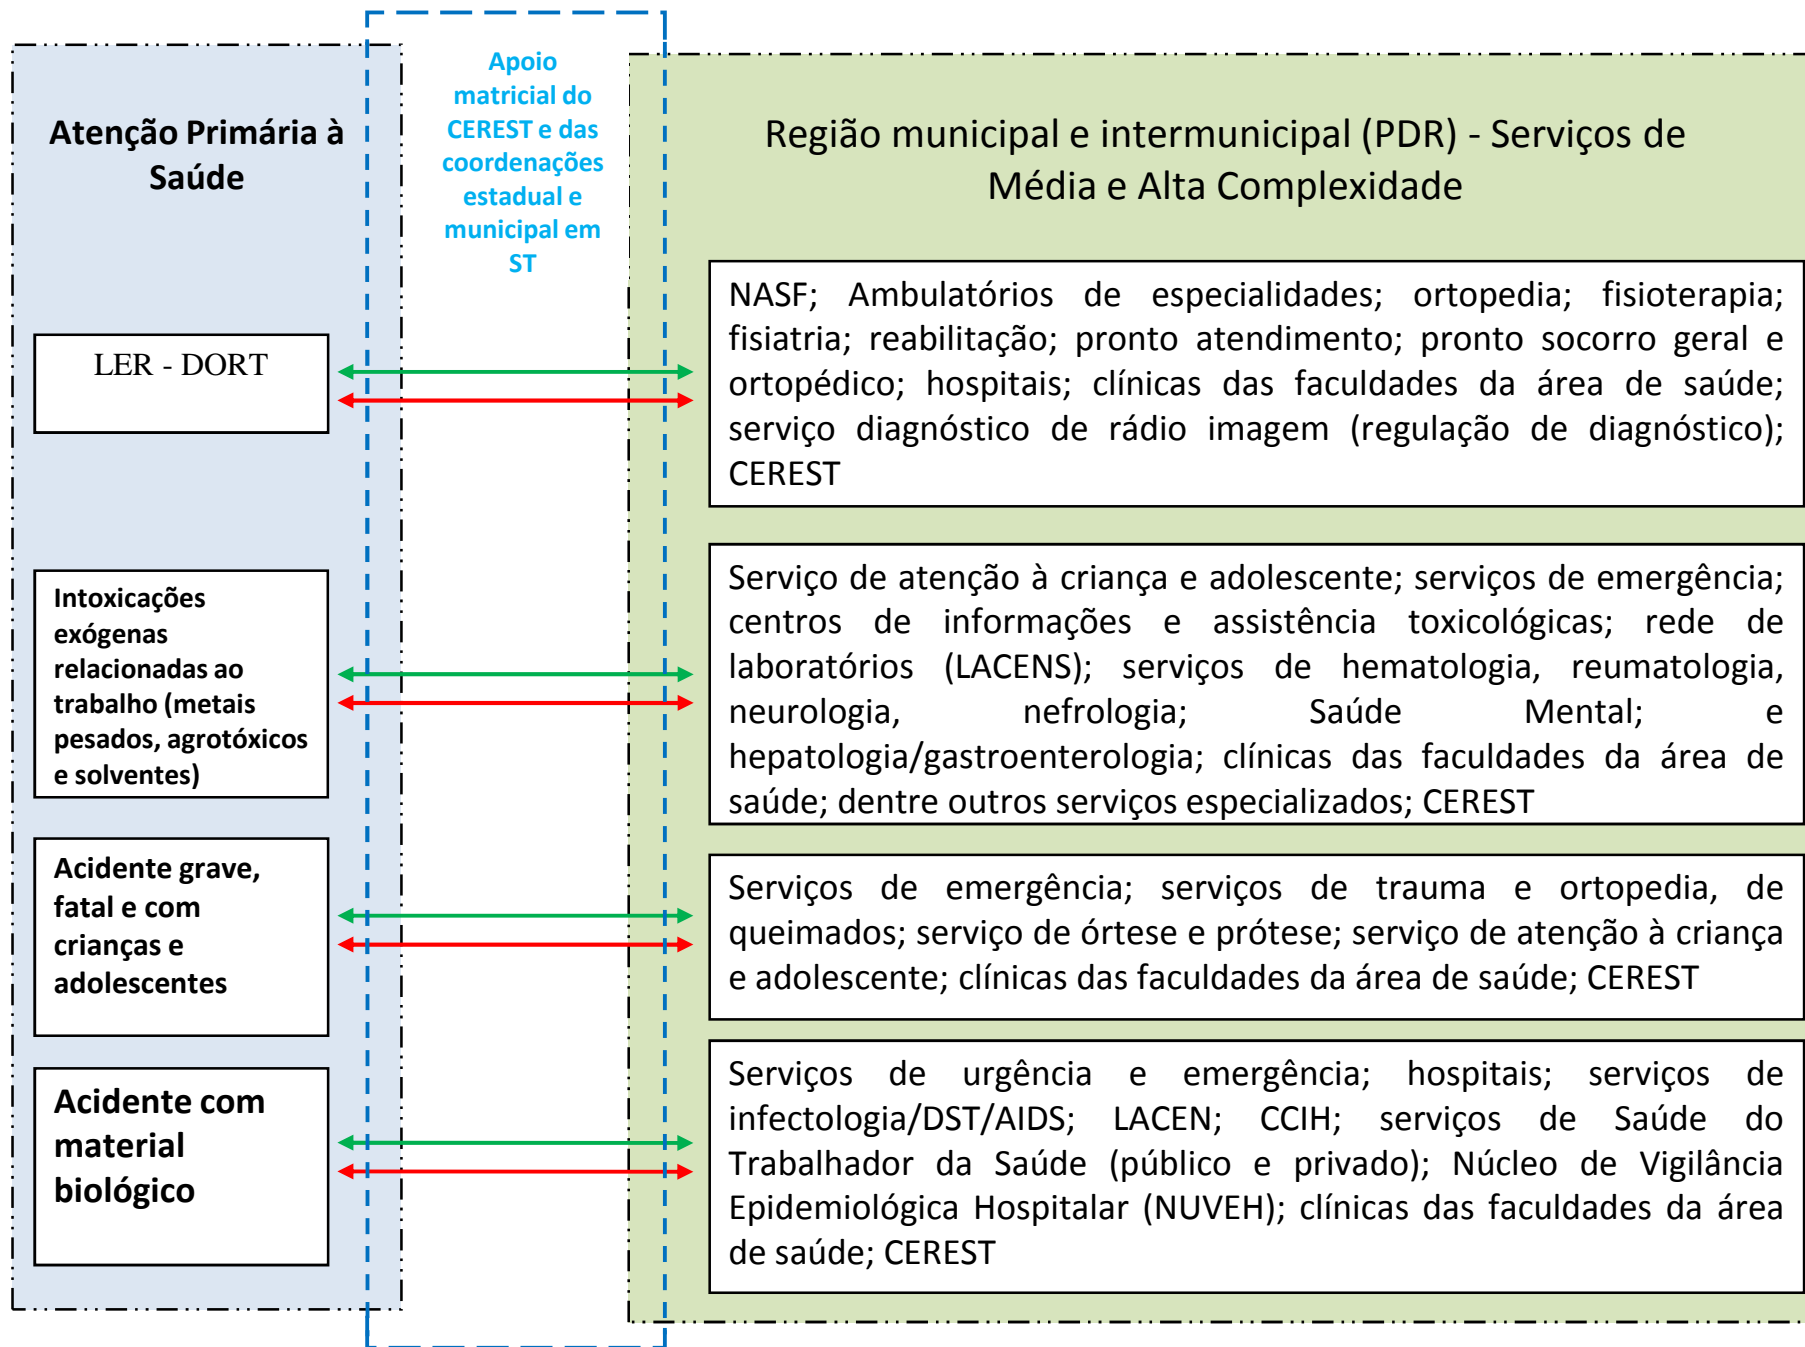 Atenção Primária à
Saúde
Apoio
matricial do
CEREST e das
coordenações
estadual e
municipal em
ST
Região municipal e intermunicipal (PDR) - Serviços de
Média e Alta Complexidade
LER - DORT
NASF; Ambulatórios de especialidades; ortopedia; fisioterapia;
fisiatria; reabilitação; pronto atendimento; pronto socorro geral e
ortopédico; hospitais; clínicas das faculdades da área de saúde;
serviço diagnóstico de rádio imagem (regulação de diagnóstico);
CEREST
Intoxicações
exógenas
relacionadas ao
trabalho (metais
pesados, agrotóxicos
e solventes)
Serviço de atenção à criança e adolescente; serviços de emergência;
centros de informações e assistência toxicológicas; rede de
laboratórios (LACENS); serviços de hematologia, reumatologia,
neurologia, nefrologia; Saúde Mental; e
hepatologia/gastroenterologia; clínicas das faculdades da área de
saúde; dentre outros serviços especializados; CEREST
Acidente grave,
fatal e com
crianças e
adolescentes
Serviços de emergência; serviços de trauma e ortopedia, de
queimados; serviço de órtese e prótese; serviço de atenção à criança
e adolescente; clínicas das faculdades da área de saúde; CEREST
Acidente com
material
biológico
Serviços de urgência e emergência; hospitais; serviços de
infectologia/DST/AIDS; LACEN; CCIH; serviços de Saúde do
Trabalhador da Saúde (público e privado); Núcleo de Vigilância
Epidemiológica Hospitalar (NUVEH); clínicas das faculdades da área
de saúde; CEREST